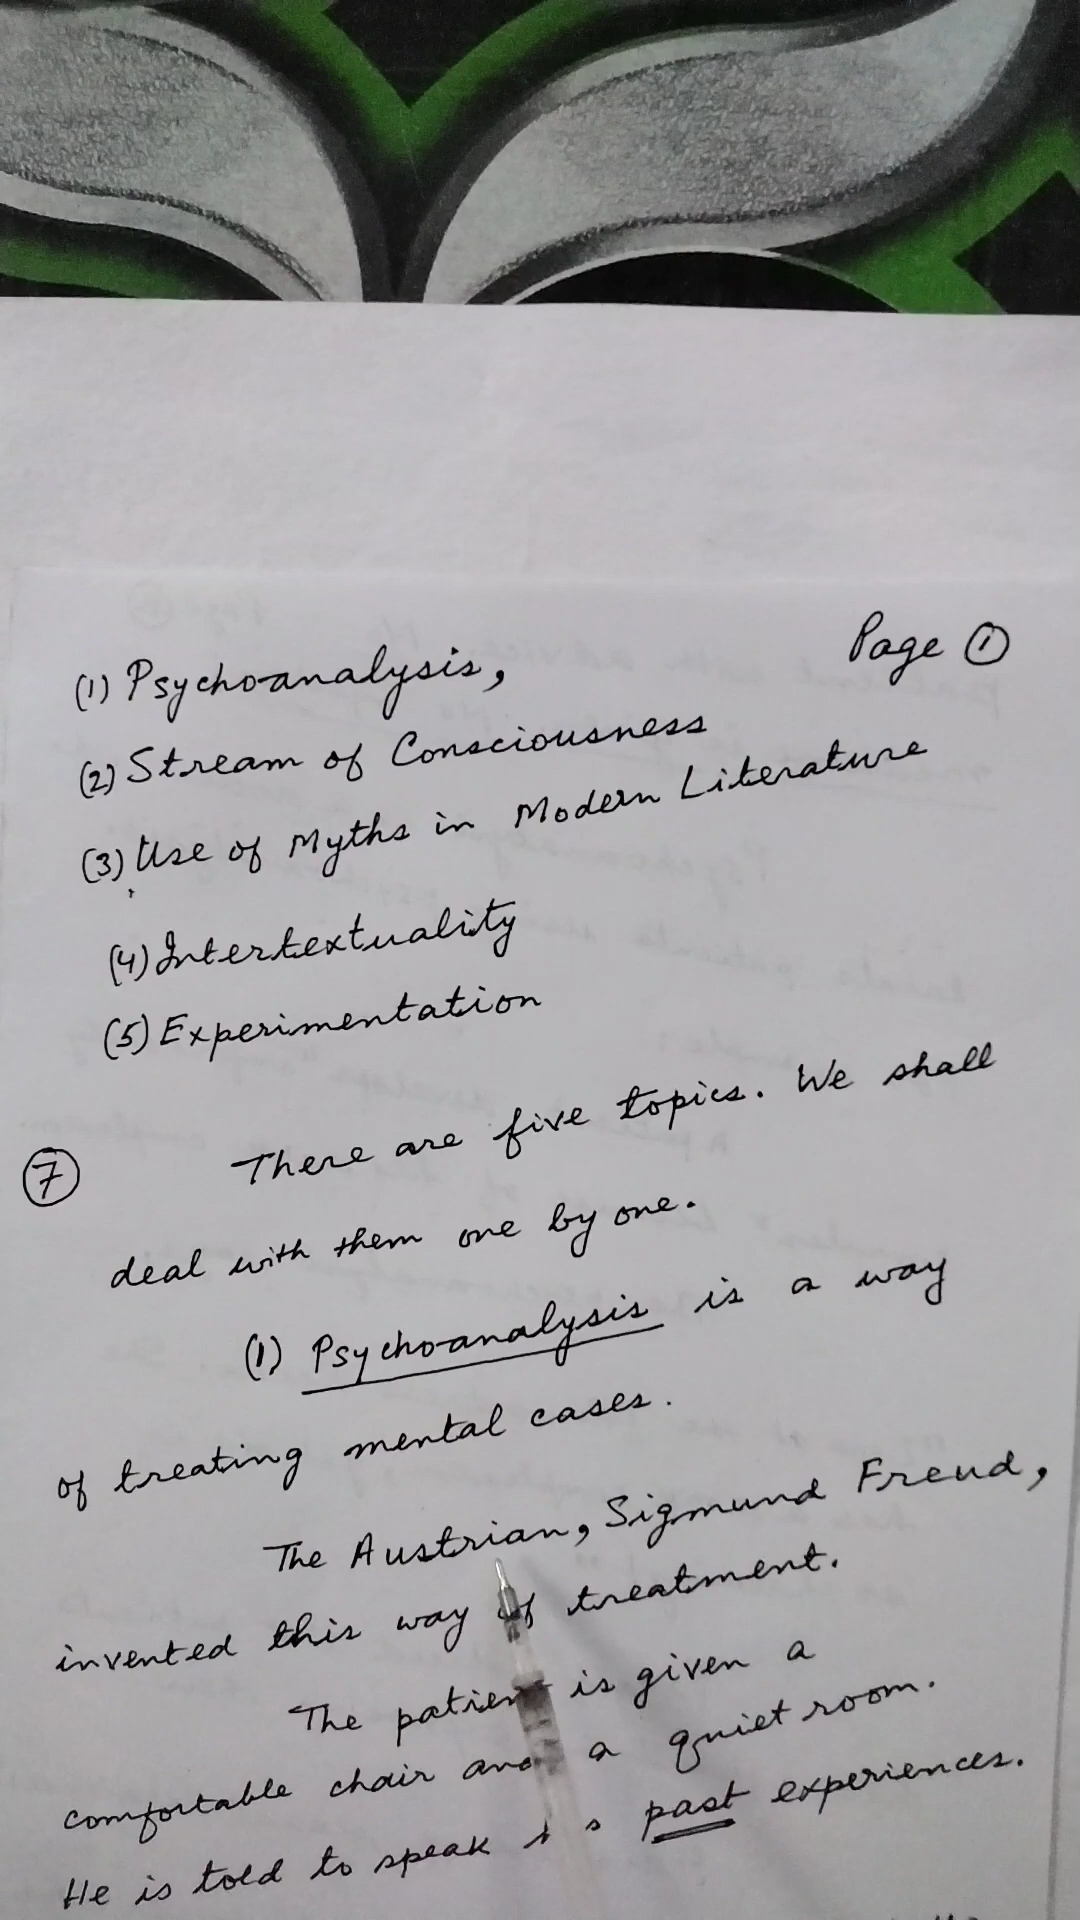 Page ①
(1) Psychoanalysis,
(2) Stream of Consciousness
(3) Use of Myths in Modern Literature
(4) Intertextuality
(5) Experimentation
⑦ There are five topics. We shall
deal with them one by one.
(1) Psychoanalysis is a way
of treating mental cases.
The Austrian, Sigmund Freud,
invented this way of treatment.
The patient is given a
comfortable chair and a quiet room.
He is told to speak past experiences.